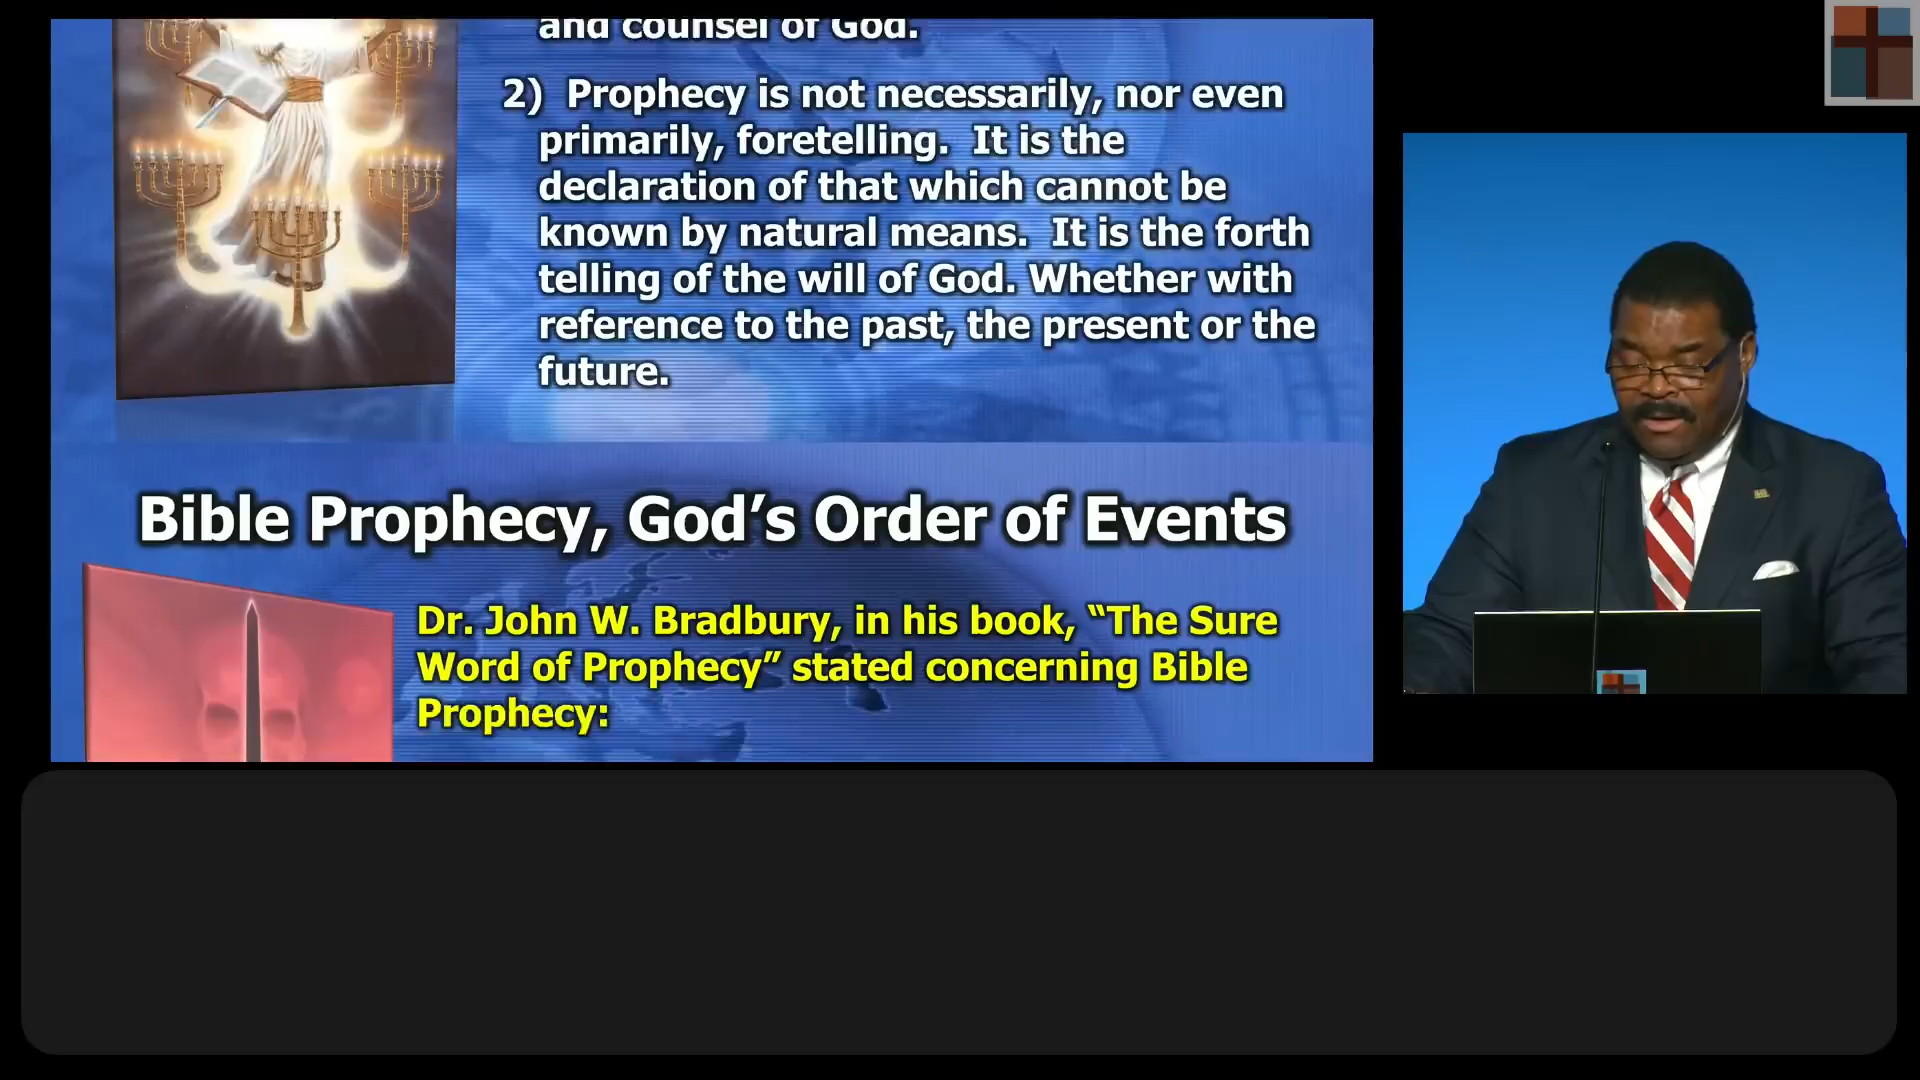 and counsel of God.
2) Prophecy is not necessarily, nor even
primarily, foretelling. It is the
declaration of that which cannot be
known by natural means. It is the forth
telling of the will of God. Whether with
reference to the past, the present or the
future.
Bible Prophecy, God’s Order of Events
Dr. John W. Bradbury, in his book, “The Sure
Word of Prophecy” stated concerning Bible
Prophecy: